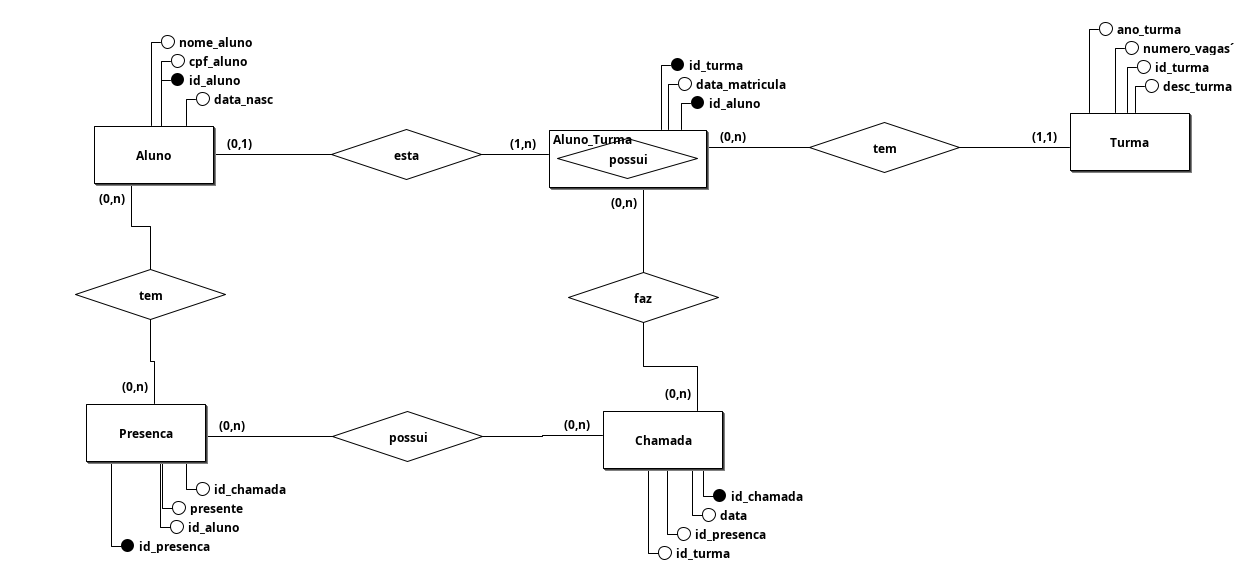 nome_aluno
cpf_aluno
id_aluno
data_nasc
Aluno
(0,1)
esta
(1,n)
id_turma
data_matricula
id_aluno
Aluno_Turma
possui
(0,n)
tem
(1,1)
ano_turma
numero_vagas´
id_turma
desc_turma
Turma
(0,n)
tem
(0,n)
(0,n)
faz
(0,n)
Presenca
(0,n)
possui
(0,n)
Chamada
id_chamada
presente
id_aluno
id_presenca
id_chamada
data
id_presenca
id_turma